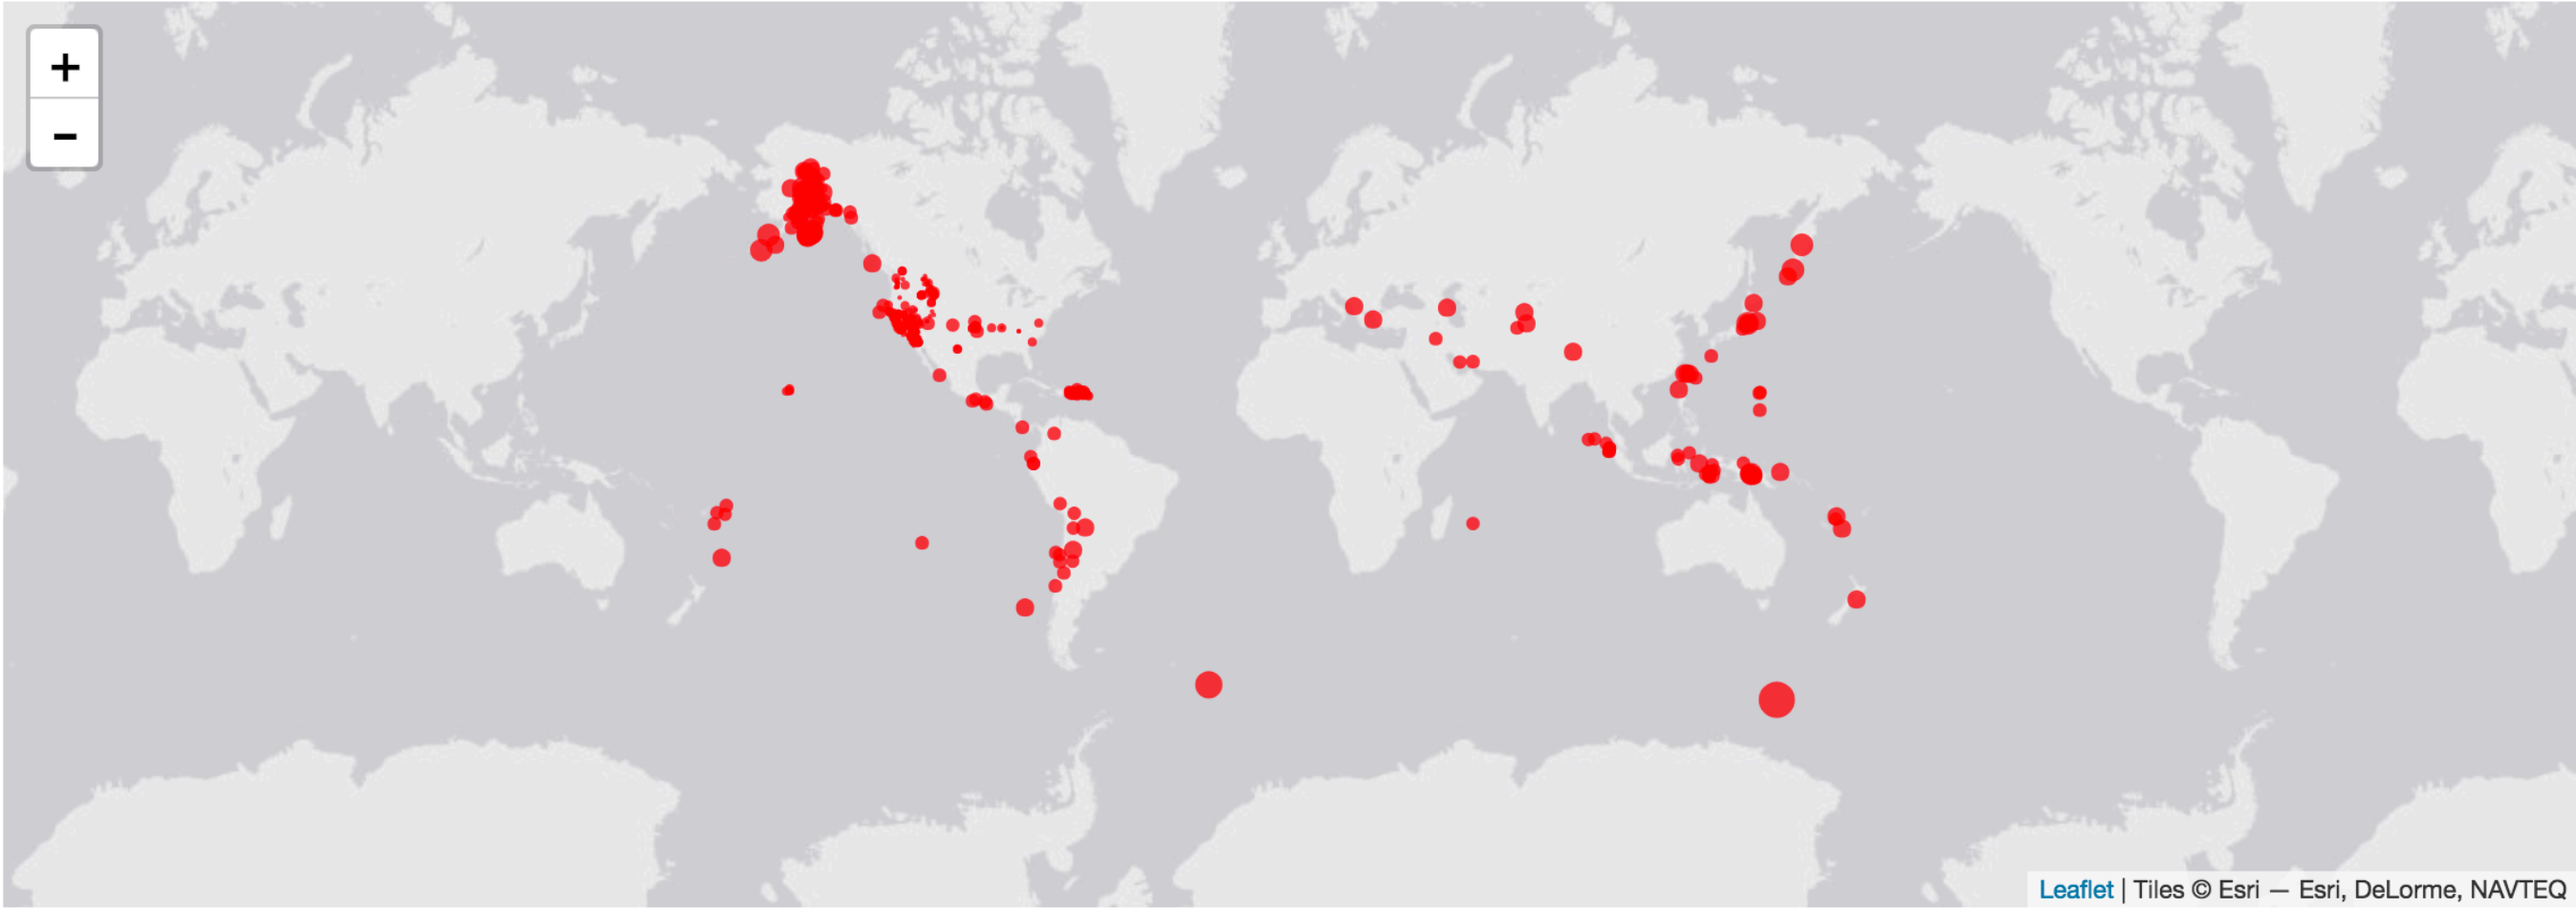 +
-
Leaflet | Tiles © Esri — Esri, DeLorme, NAVTEQ